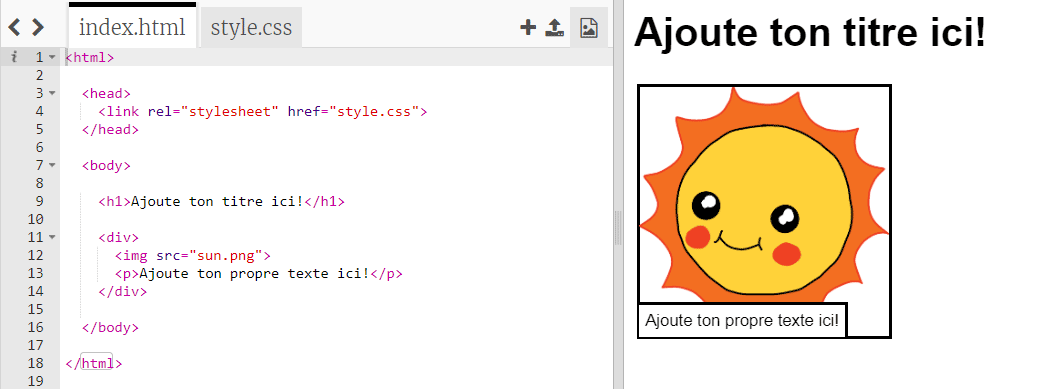 index.html style.css
i 1 <html>
2
3 <head>
4 <link rel="stylesheet" href="style.css">
5 </head>
6
7 <body>
8
9 <h1>Ajoute ton titre ici!</h1>
10
11 <div>
12 <img src="sun.png">
13 <p>Ajoute ton propre texte ici!</p>
14 </div>
15
16 </body>
17
18 </html>
19
Ajoute ton titre ici!
Ajoute ton propre texte ici!